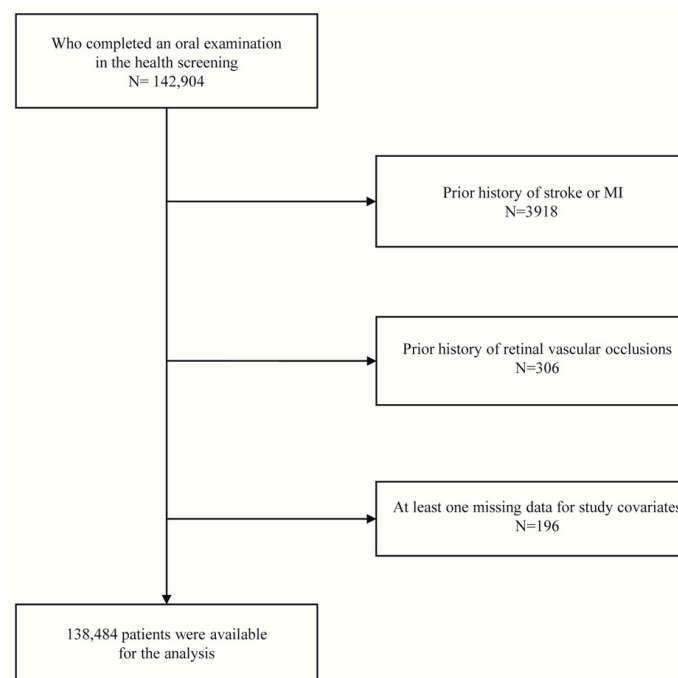 Who completed an oral examination
in the health screening
N= 142,904
Prior history of stroke or MI
N=3918
Prior history of retinal vascular occlusions
N=306
At least one missing data for study covariates
N=196
138,484 patients were available
for the analysis